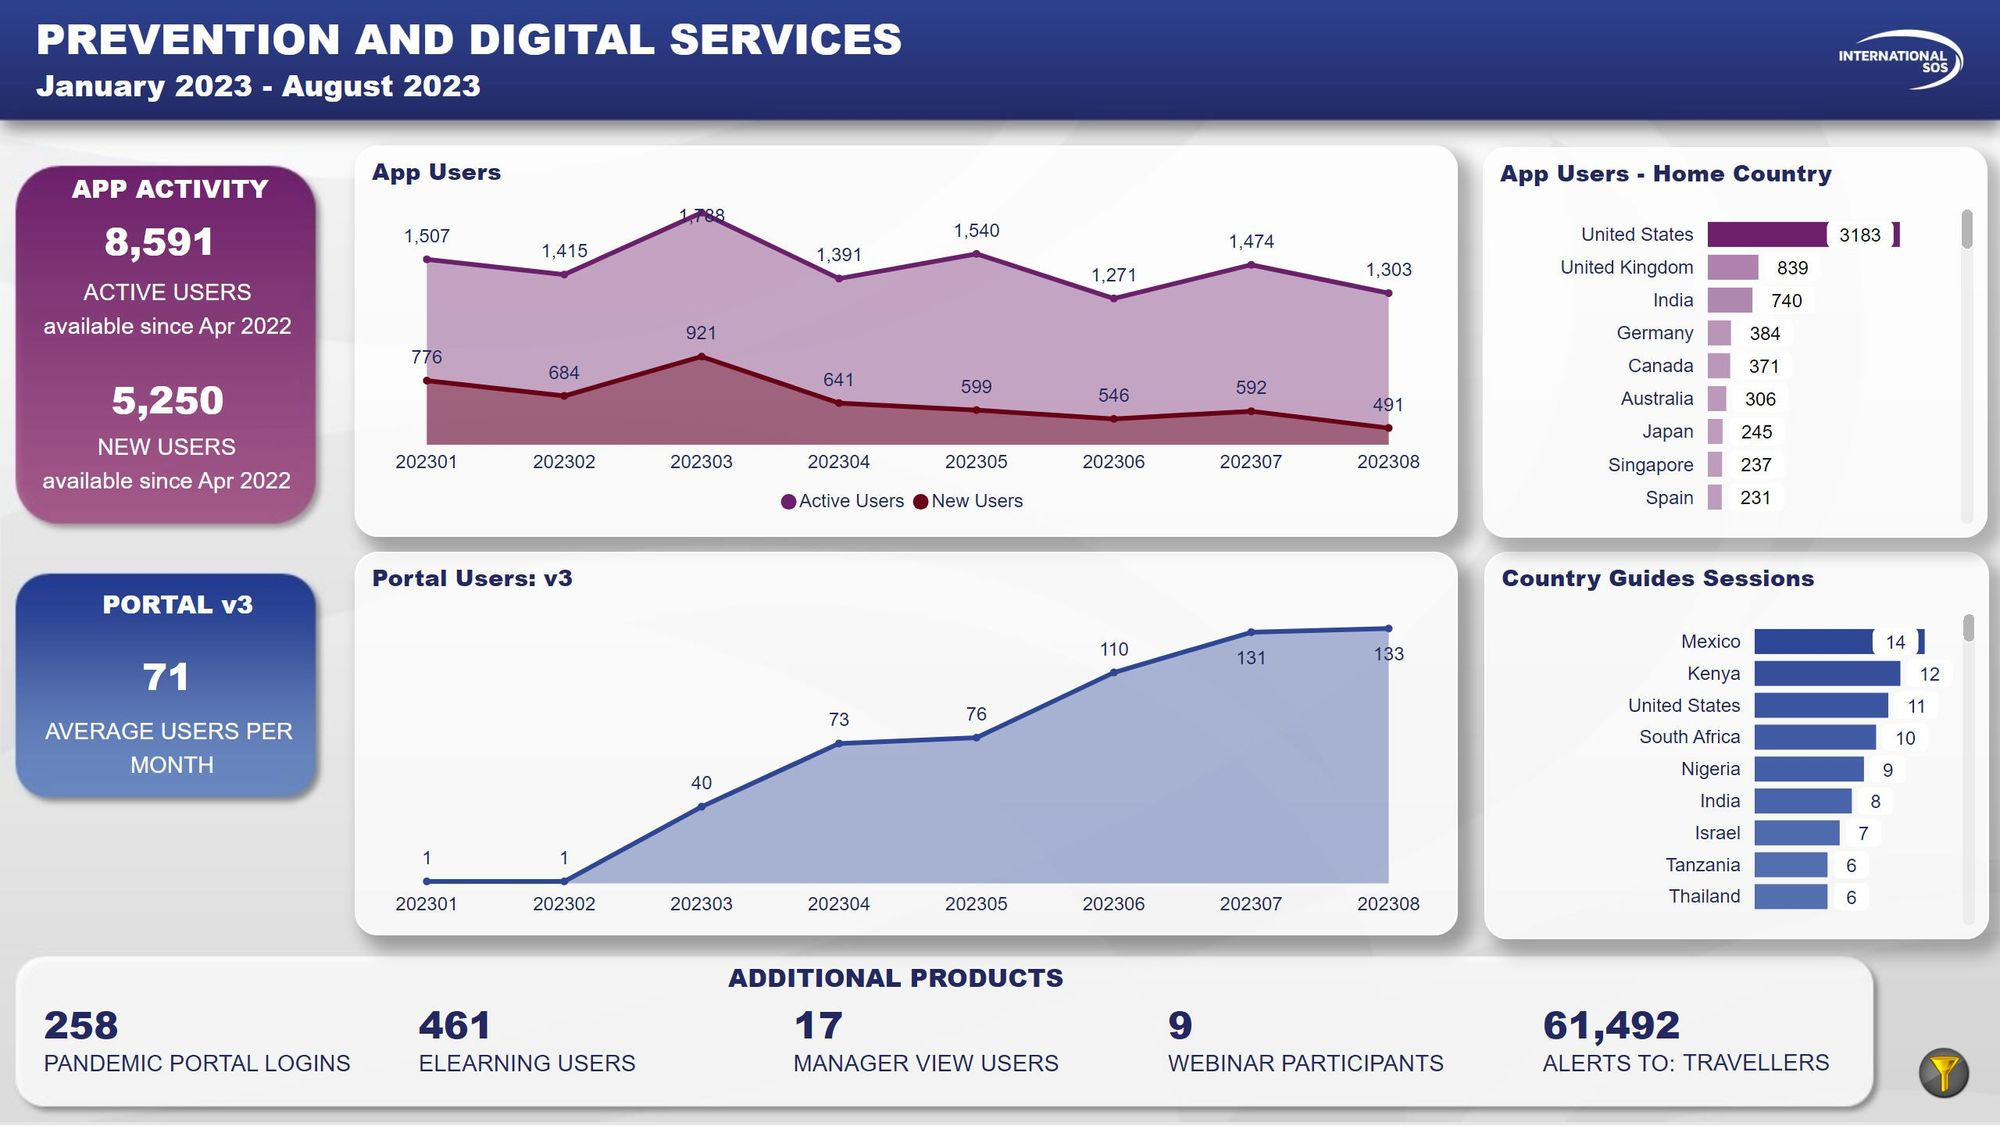 PREVENTION AND DIGITAL SERVICES
January 2023 - August 2023
INTERNATIONAL
SOS
APP ACTIVITY
8,591
ACTIVE USERS
available since Apr 2022
5,250
NEW USERS
available since Apr 2022
App Users
1,507
1,415
1,788
1,391
1,540
1,271
1,474
1,303
776
684
921
641
599
546
592
491
202301
202302
202303
202304
202305
202306
202307
202308
Active Users
New Users
App Users - Home Country
United States 3183
United Kingdom 839
India 740
Germany 384
Canada 371
Australia 306
Japan 245
Singapore 237
Spain 231
PORTAL v3
71
AVERAGE USERS PER
MONTH
Portal Users: v3
1
1
40
73
76
110
131
133
202301
202302
202303
202304
202305
202306
202307
202308
Country Guides Sessions
Mexico 14
Kenya 12
United States 11
South Africa 10
Nigeria 9
India 8
Israel 7
Tanzania 6
Thailand 6
ADDITIONAL PRODUCTS
258
PANDEMIC PORTAL LOGINS
461
ELEARNING USERS
17
MANAGER VIEW USERS
9
WEBINAR PARTICIPANTS
61,492
ALERTS TO: TRAVELLERS